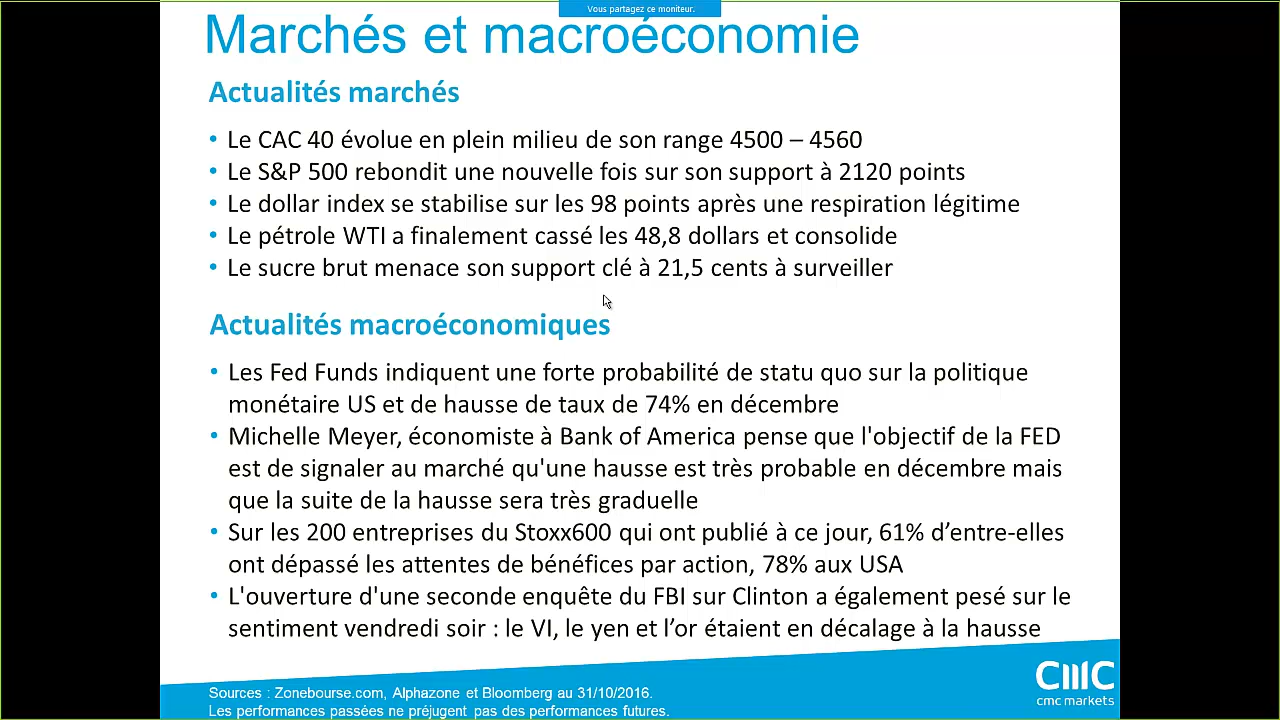 Vous partagez ce moniteur.
Marchés et macroéconomie
Actualités marchés
• Le CAC 40 évolue en plein milieu de son range 4500 – 4560
• Le S&P 500 rebondit une nouvelle fois sur son support à 2120 points
• Le dollar index se stabilise sur les 98 points après une respiration légitime
• Le pétrole WTI a finalement cassé les 48,8 dollars et consolide
• Le sucre brut menace son support clé à 21,5 cents à surveiller
Actualités macroéconomiques
• Les Fed Funds indiquent une forte probabilité de statu quo sur la politique
monétaire US et de hausse de taux de 74% en décembre
• Michelle Meyer, économiste à Bank of America pense que l'objectif de la FED
est de signaler au marché qu'une hausse est très probable en décembre mais
que la suite de la hausse sera très graduelle
• Sur les 200 entreprises du Stoxx600 qui ont publié à ce jour, 61% d’entre-elles
ont dépassé les attentes de bénéfices par action, 78% aux USA
• L'ouverture d'une seconde enquête du FBI sur Clinton a également pesé sur le
sentiment vendredi soir : le VI, le yen et l’or étaient en décalage à la hausse
Sources : Zonebourse.com, Alphazone et Bloomberg au 31/10/2016.
Les performances passées ne préjugent pas des performances futures.
CMC
cmc markets